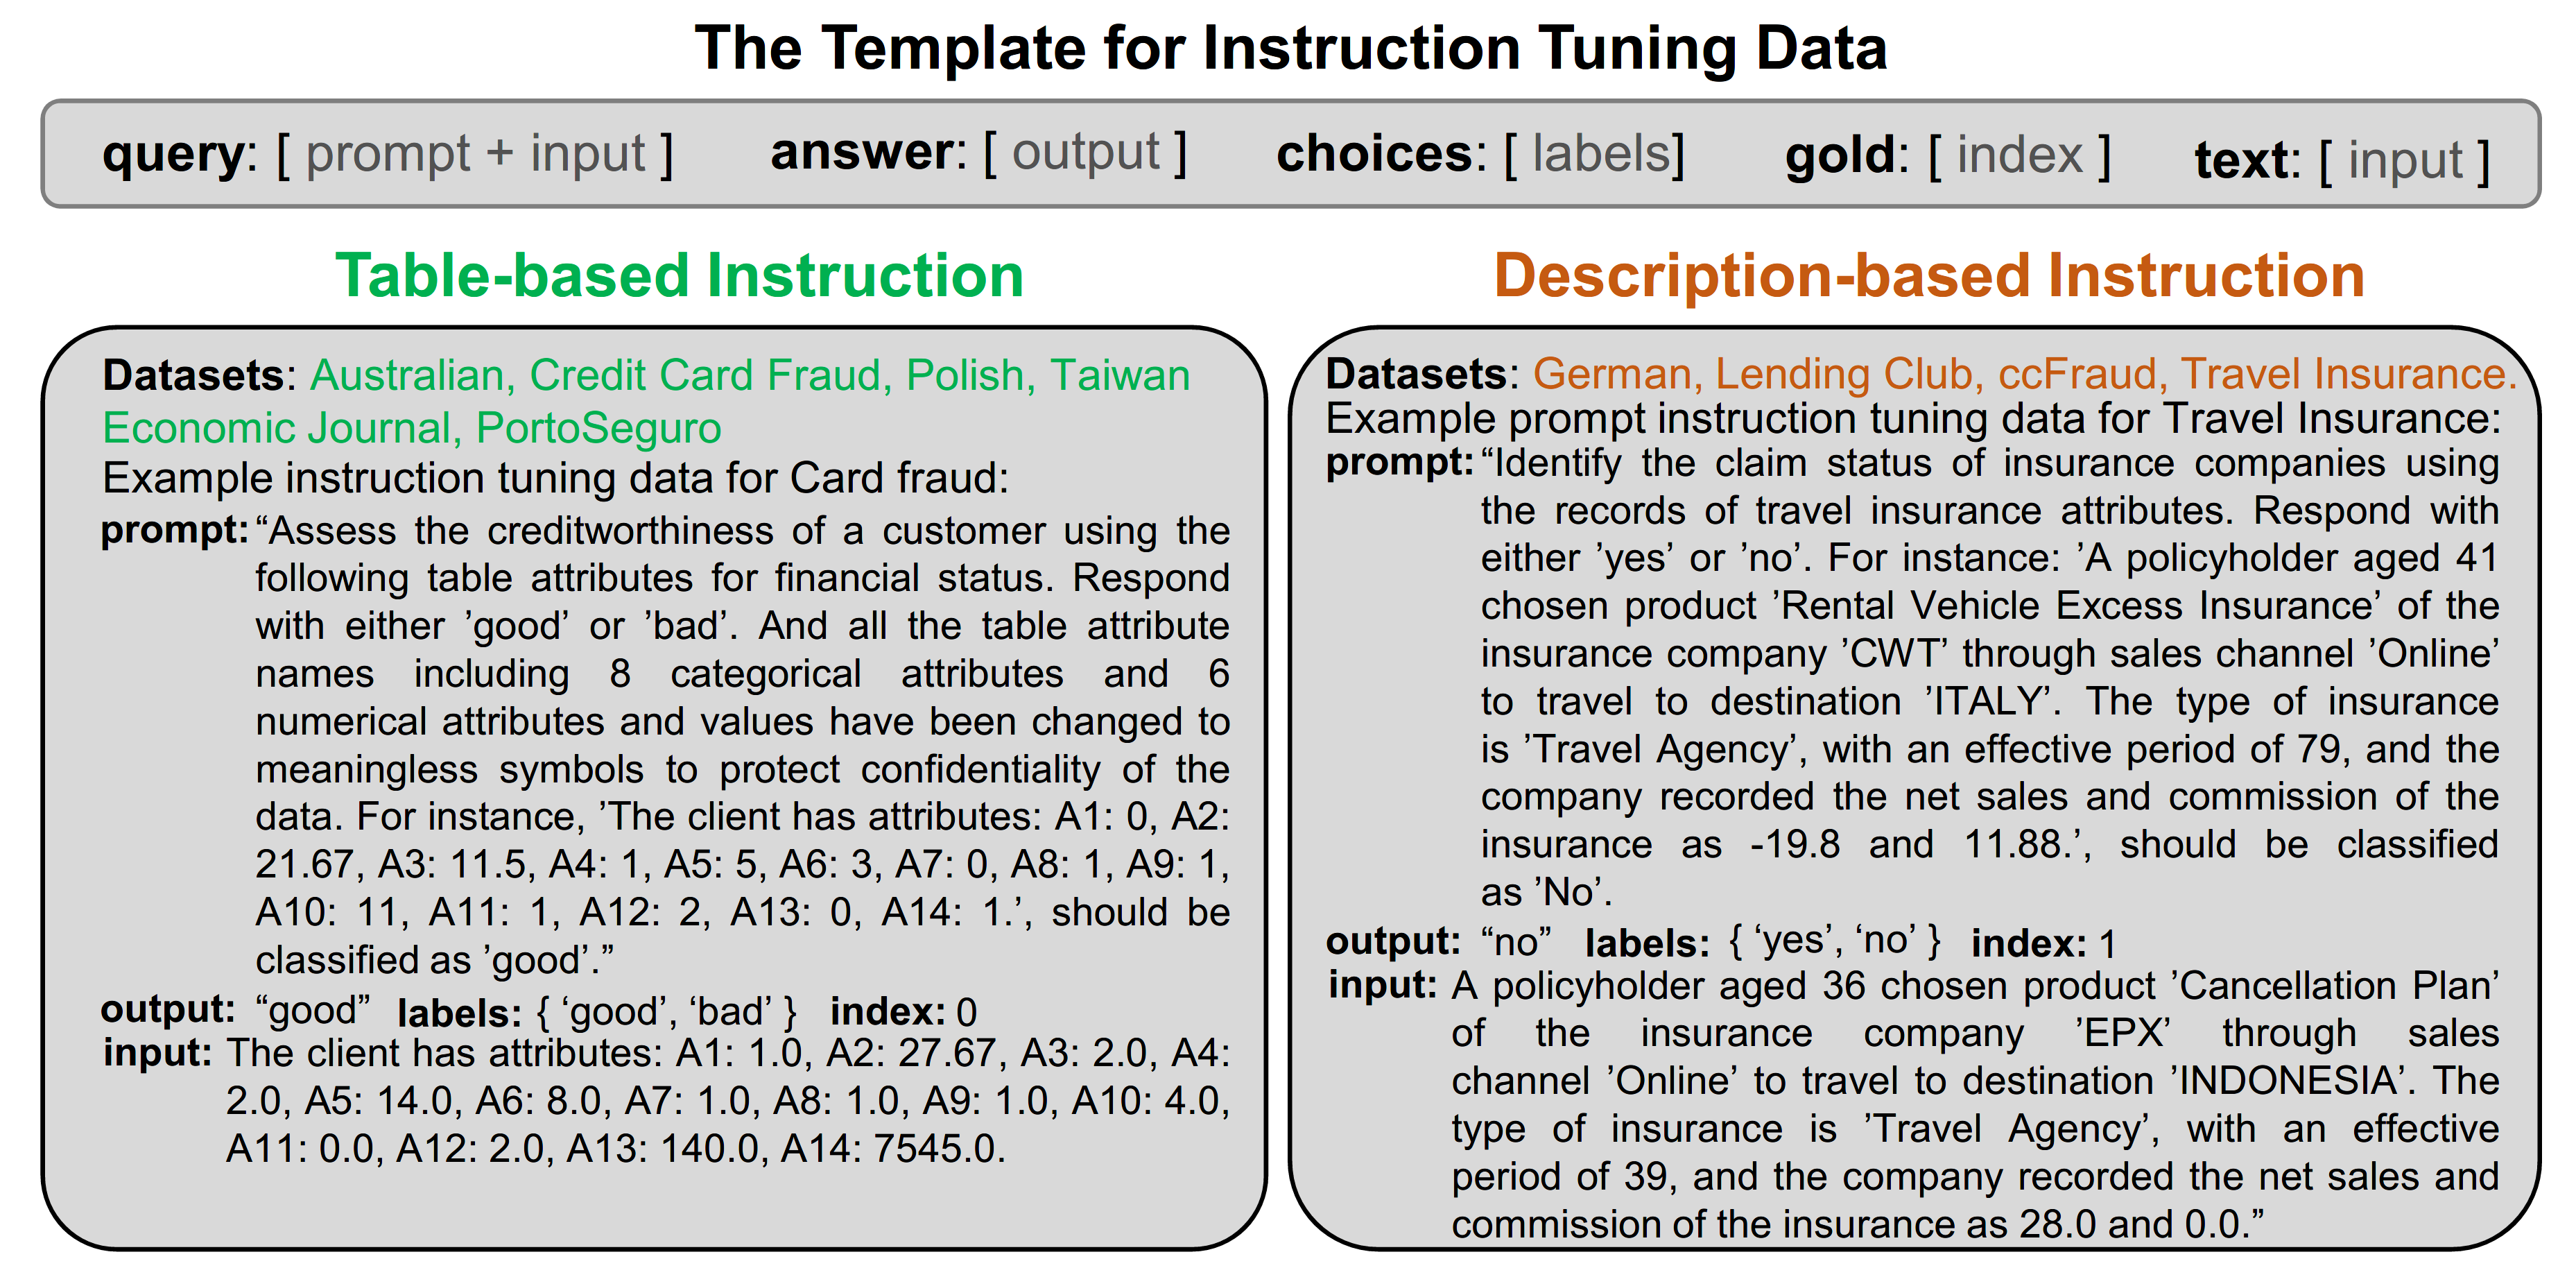 The Template for Instruction Tuning Data
query: [ prompt + input ] answer: [ output ] choices: [ labels] gold: [ index ] text: [ input ]
Table-based Instruction
Datasets: Australian, Credit Card Fraud, Polish, Taiwan
Economic Journal, PortoSeguro
Example instruction tuning data for Card fraud:
prompt: “Assess the creditworthiness of a customer using the
following table attributes for financial status. Respond
with either ’good’ or ’bad’. And all the table attribute
names including 8 categorical attributes and 6
numerical attributes and values have been changed to
meaningless symbols to protect confidentiality of the
data. For instance, ’The client has attributes: A1: 0, A2:
21.67, A3: 11.5, A4: 1, A5: 5, A6: 3, A7: 0, A8: 1, A9: 1,
A10: 11, A11: 1, A12: 2, A13: 0, A14: 1.’, should be
classified as ’good’.”
output: “good” labels: { ‘good’, ‘bad’ } index: 0
input: The client has attributes: A1: 1.0, A2: 27.67, A3: 2.0, A4:
2.0, A5: 14.0, A6: 8.0, A7: 1.0, A8: 1.0, A9: 1.0, A10: 4.0,
A11: 0.0, A12: 2.0, A13: 140.0, A14: 7545.0.
Description-based Instruction
Datasets: German, Lending Club, ccFraud, Travel Insurance.
Example prompt instruction tuning data for Travel Insurance:
prompt: “Identify the claim status of insurance companies using
the records of travel insurance attributes. Respond with
either ’yes’ or ’no’. For instance: ’A policyholder aged 41
chosen product ’Rental Vehicle Excess Insurance’ of the
insurance company ’CWT’ through sales channel ’Online’
to travel to destination ’ITALY’. The type of insurance
is ’Travel Agency’, with an effective period of 79, and the
company recorded the net sales and commission of the
insurance as -19.8 and 11.88.’, should be classified
as ’No’.
output: “no” labels: { ‘yes’, ‘no’ } index: 1
input: A policyholder aged 36 chosen product ’Cancellation Plan’
of the insurance company ’EPX’ through sales
channel ’Online’ to travel to destination ’INDONESIA’. The
type of insurance is ’Travel Agency’, with an effective
period of 39, and the company recorded the net sales and
commission of the insurance as 28.0 and 0.0.”